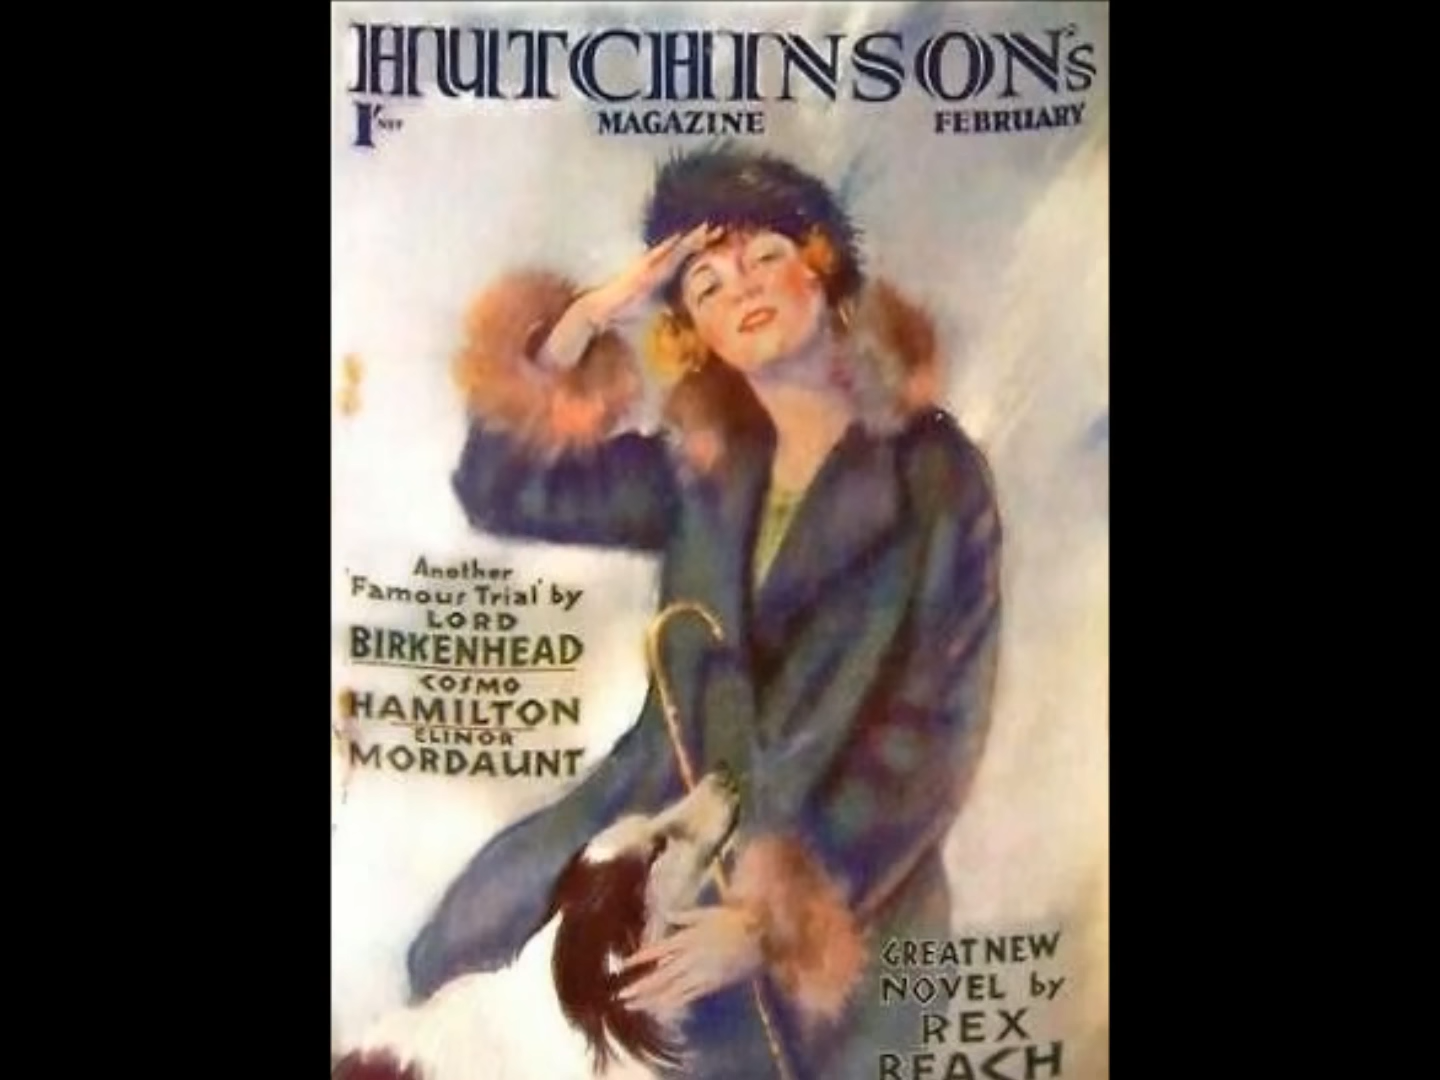 HUTCHINSON's
1/- NET MAGAZINE FEBRUARY
Another
'Famous Trial' by
LORD
BIRKENHEAD
COSMO
HAMILTON
ELINOR
MORDAUNT
GREAT NEW
NOVEL by
REX
BEACH